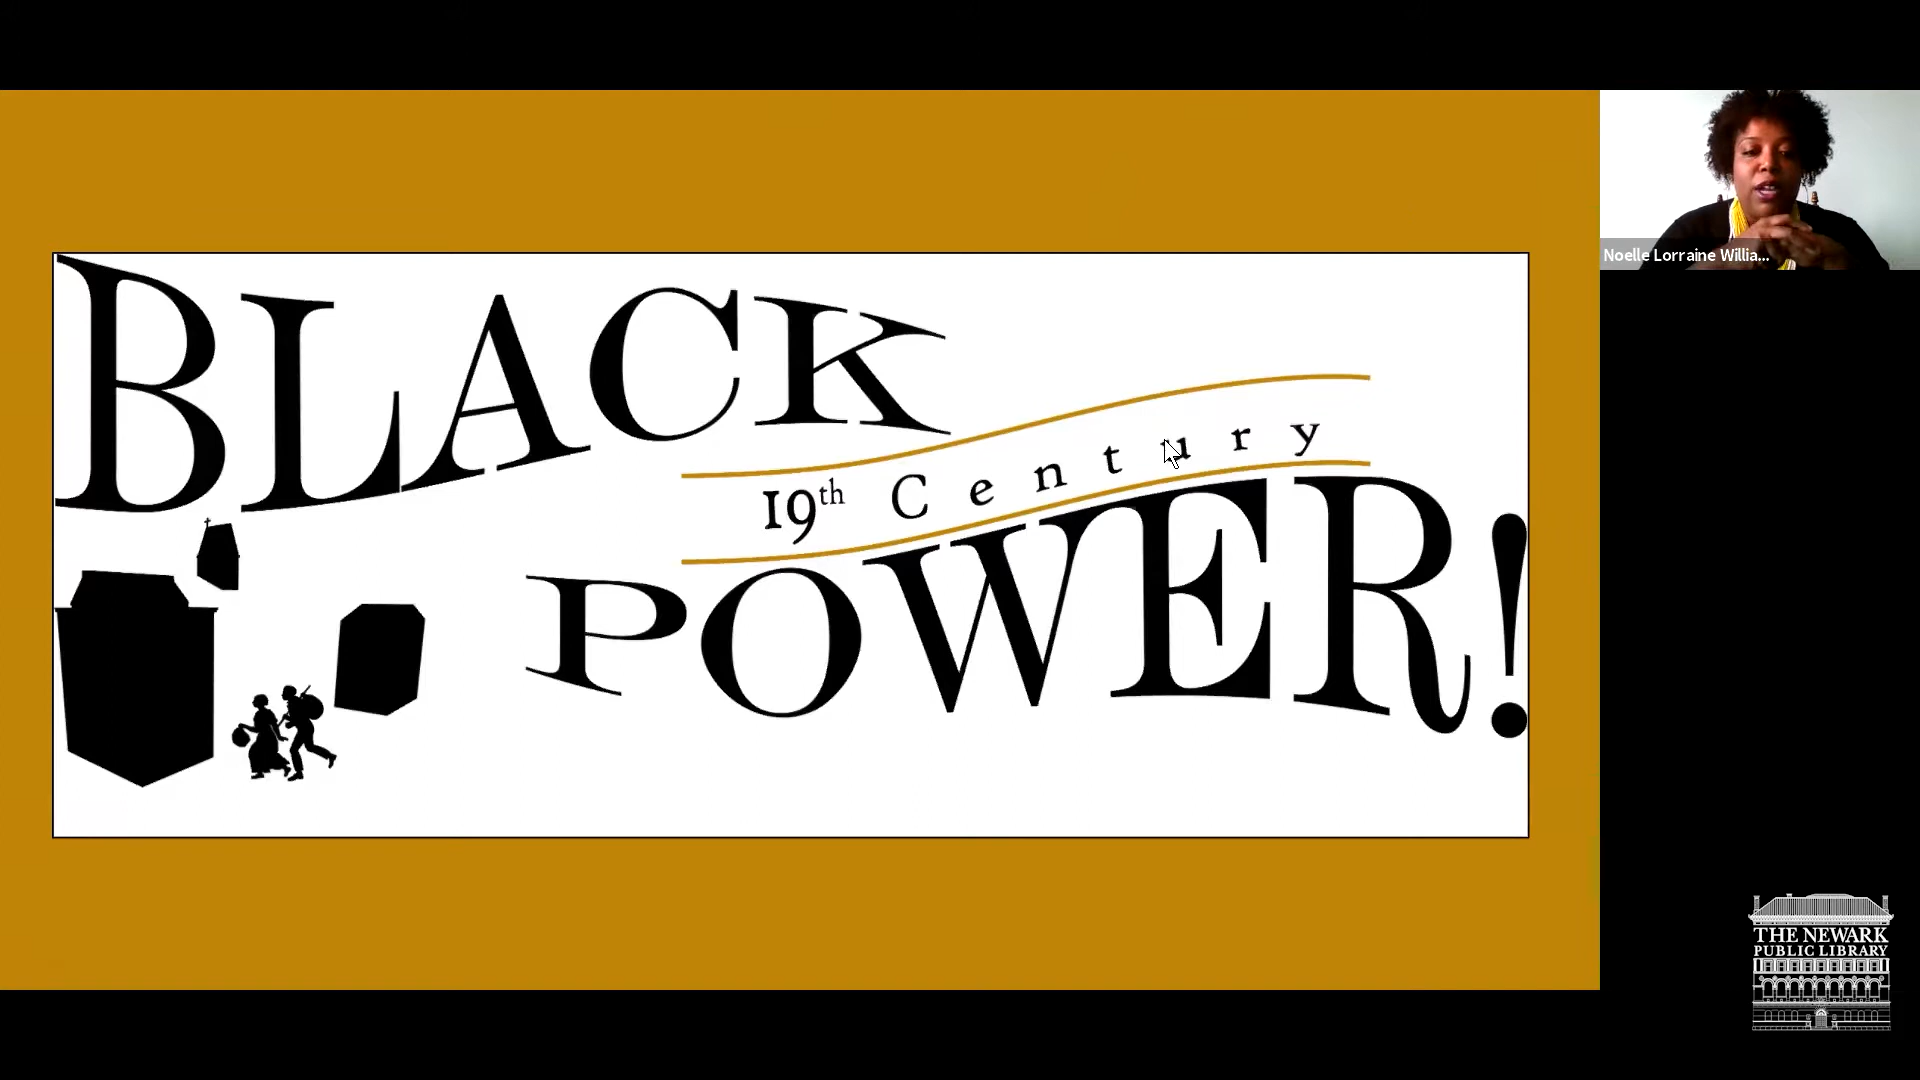 BLACK
19th Century
POWER!
Noelle Lorraine Willia...
THE NEWARK
PUBLIC LIBRARY